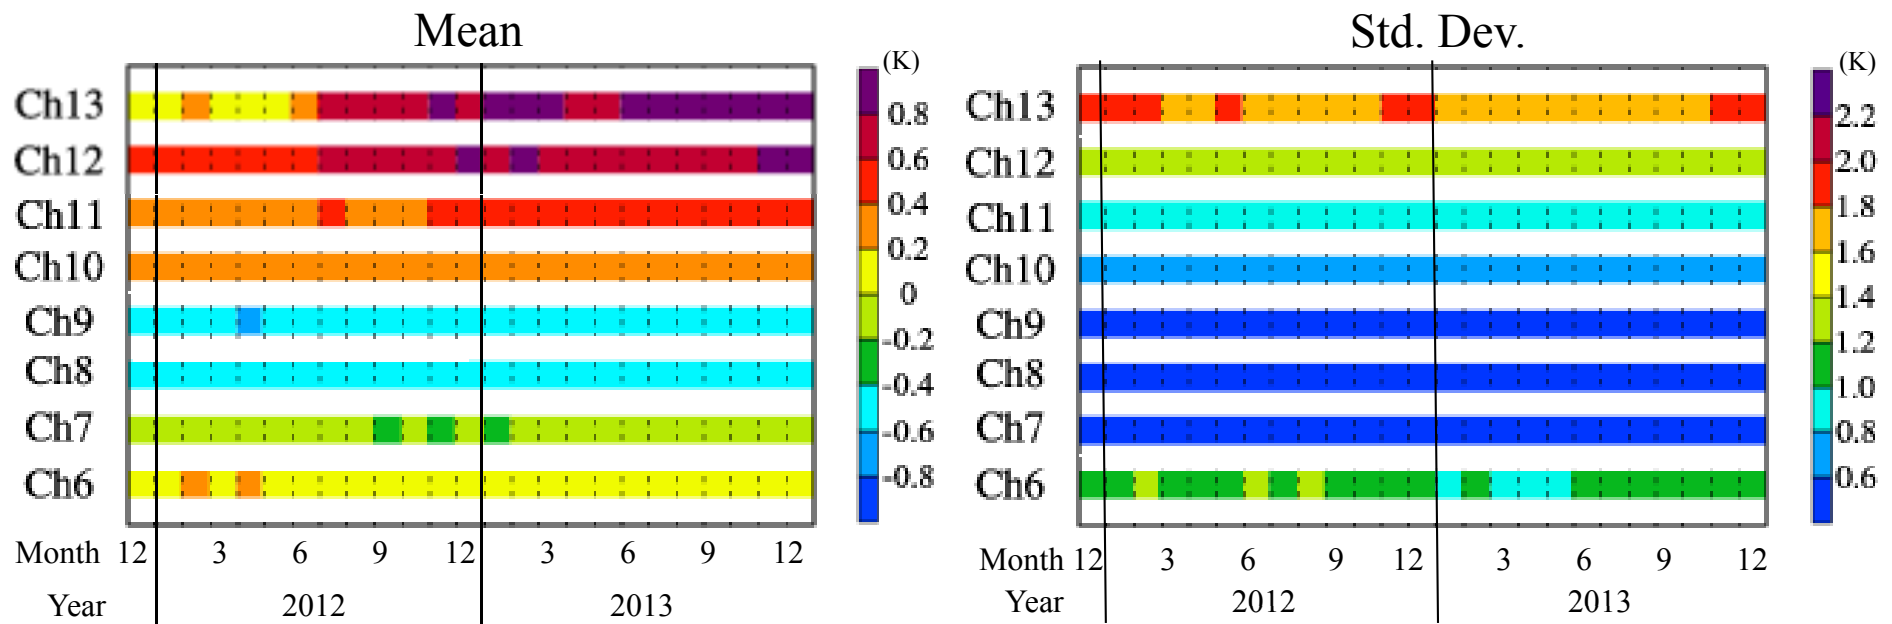 Mean
(K)
Ch13
Ch12
Ch11
Ch10
Ch9
Ch8
Ch7
Ch6
0.8
0.6
0.4
0.2
0
-0.2
-0.4
-0.6
-0.8
Month 12 3 6 9 12 3 6 9 12
Year 2012 2013
Std. Dev.
(K)
Ch13
Ch12
Ch11
Ch10
Ch9
Ch8
Ch7
Ch6
2.2
2.0
1.8
1.6
1.4
1.2
1.0
0.8
0.6
Month 12 3 6 9 12 3 6 9 12
Year 2012 2013